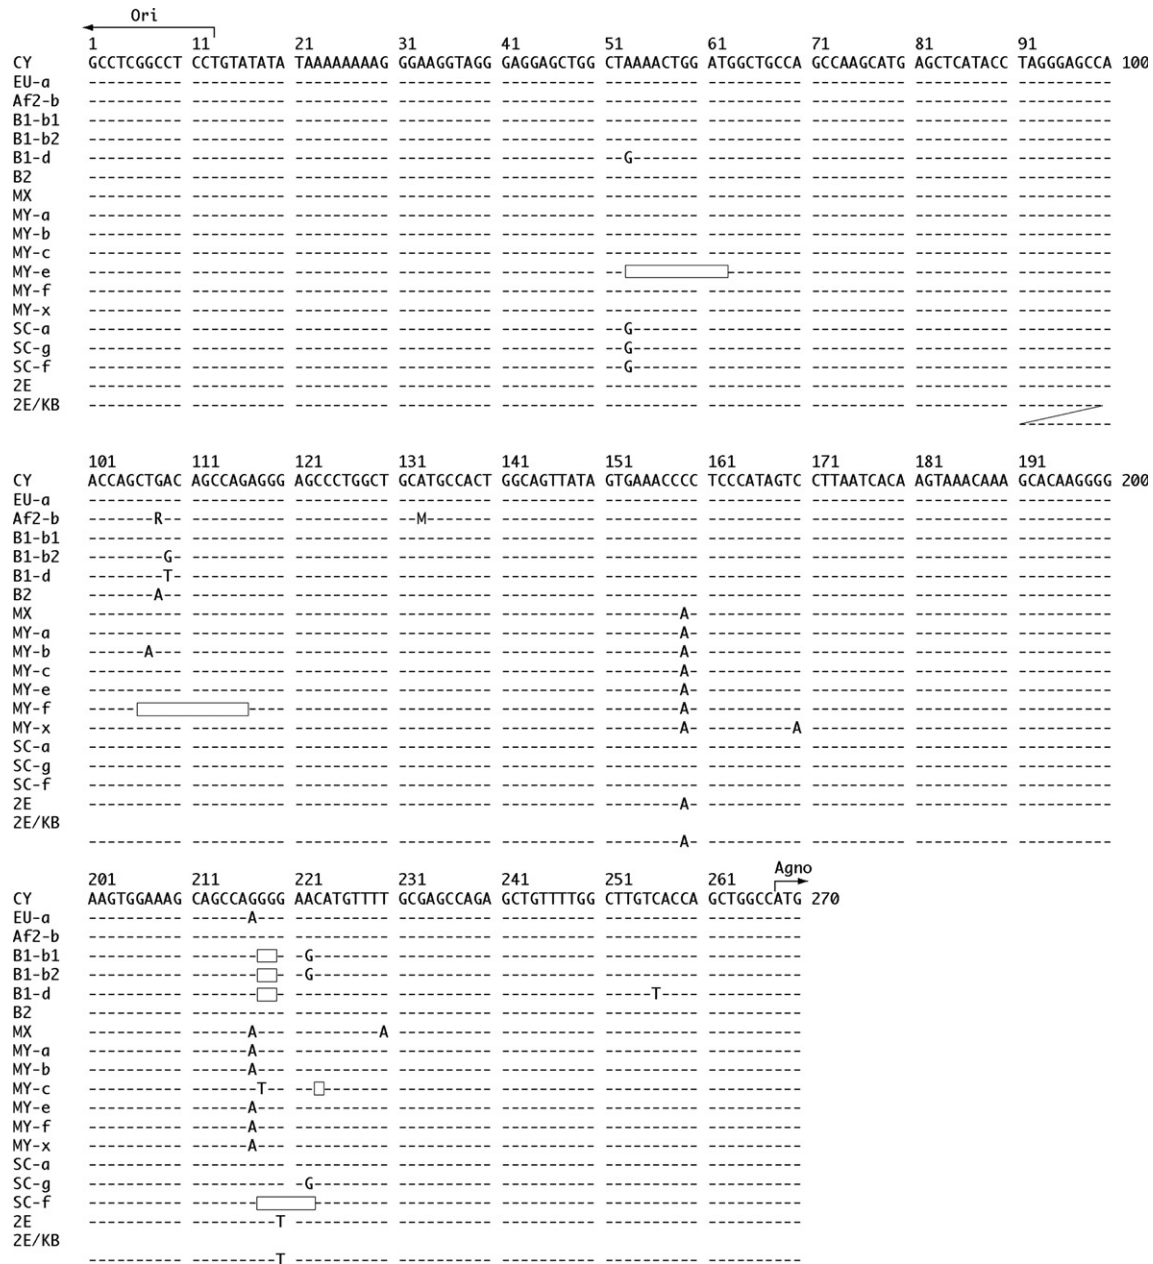 Ori
1 11 21 31 41 51 61 71 81 91
CY GCCTCGGCCT CCTGTATATA TAAAAAAAAG GGAAGGTAGG GAGGAGCTGG CTAAAACTGG ATGGCTGCCA GCCAAGCATG AGCTCATACC TAGGGAGCCA 100
EU-a ---------- ---------- ---------- ---------- ---------- ---------- ---------- ---------- ---------- ----------
Af2-b ---------- ---------- ---------- ---------- ---------- ---------- ---------- ---------- ---------- ----------
B1-b1 ---------- ---------- ---------- ---------- ---------- ---------- ---------- ---------- ---------- ----------
B1-b2 ---------- ---------- ---------- ---------- ---------- ---------- ---------- ---------- ---------- ----------
B1-d ---------- ---------- ---------- ---------- ---------- --G------- ---------- ---------- ---------- ----------
B2 ---------- ---------- ---------- ---------- ---------- ---------- ---------- ---------- ---------- ----------
MX ---------- ---------- ---------- ---------- ---------- ---------- ---------- ---------- ---------- ----------
MY-a ---------- ---------- ---------- ---------- ---------- ---------- ---------- ---------- ---------- ----------
MY-b ---------- ---------- ---------- ---------- ---------- ---------- ---------- ---------- ---------- ----------
MY-c ---------- ---------- ---------- ---------- ---------- ---------- ---------- ---------- ---------- ----------
MY-e ---------- ---------- ---------- ---------- ---------- -- -------- ---------- ---------- ----------
MY-f ---------- ---------- ---------- ---------- ---------- ---------- ---------- ---------- ---------- ----------
MY-x ---------- ---------- ---------- ---------- ---------- ---------- ---------- ---------- ---------- ----------
SC-a ---------- ---------- ---------- ---------- ---------- --G------- ---------- ---------- ---------- ----------
SC-g ---------- ---------- ---------- ---------- ---------- --G------- ---------- ---------- ---------- ----------
SC-f ---------- ---------- ---------- ---------- ---------- --G------- ---------- ---------- ---------- ----------
2E ---------- ---------- ---------- ---------- ---------- ---------- ---------- ---------- ---------- ----------
2E/KB ---------- ---------- ---------- ---------- ---------- ---------- ---------- ---------- ---------- ---------
----------
101 111 121 131 141 151 161 171 181 191
CY ACCAGCTGAC AGCCAGAGGG AGCCCTGGCT GCATGCCACT GGCAGTTATA GTGAAACCCC TCCCATAGTC CTTAATCACA AGTAAACAAA GCACAAGGGG 200
EU-a ---------- ---------- ---------- ---------- ---------- ---------- ---------- ---------- ---------- ----------
Af2-b -------R-- ---------- ---------- --M------- ---------- ---------- ---------- ---------- ---------- ----------
B1-b1 ---------- ---------- ---------- ---------- ---------- ---------- ---------- ---------- ---------- ----------
B1-b2 --------G- ---------- ---------- ---------- ---------- ---------- ---------- ---------- ---------- ----------
B1-d --------T- ---------- ---------- ---------- ---------- ---------- ---------- ---------- ---------- ----------
B2 -------A-- ---------- ---------- ---------- ---------- ---------- ---------- ---------- ---------- ----------
MX ---------- ---------- ---------- ---------- ---------- --------A- ---------- ---------- ---------- ----------
MY-a ---------- ---------- ---------- ---------- ---------- --------A- ---------- ---------- ---------- ----------
MY-b ------A--- ---------- ---------- ---------- ---------- --------A- ---------- ---------- ---------- ----------
MY-c ---------- ---------- ---------- ---------- ---------- --------A- ---------- ---------- ---------- ----------
MY-e ---------- ---------- ---------- ---------- ---------- --------A- ---------- ---------- ---------- ----------
MY-f ----- ---- ---------- ---------- ---------- --------A- ---------- ---------- ---------- ----------
MY-x ---------- ---------- ---------- ---------- ---------- --------A- ---------A ---------- ---------- ----------
SC-a ---------- ---------- ---------- ---------- ---------- ---------- ---------- ---------- ---------- ----------
SC-g ---------- ---------- ---------- ---------- ---------- ---------- ---------- ---------- ---------- ----------
SC-f ---------- ---------- ---------- ---------- ---------- ---------- ---------- ---------- ---------- ----------
2E ---------- ---------- ---------- ---------- ---------- --------A- ---------- ---------- ---------- ----------
2E/KB
---------- ---------- ---------- ---------- ---------- --------A- ---------- ---------- ---------- ----------
Agno
201 211 221 231 241 251 261
CY AAGTGGAAAG CAGCCAGGGG AACATGTTTT GCGAGCCAGA GCTGTTTTGG CTTGTCACCA GCTGGCCATG 270
EU-a ---------- ------A--- ---------- ---------- ---------- ---------- ----------
Af2-b ---------- ---------- ---------- ---------- ---------- ---------- ----------
B1-b1 ---------- ------- - -G-------- ---------- ---------- ---------- ----------
B1-b2 ---------- ------- - -G-------- ---------- ---------- ---------- ----------
B1-d ---------- ------- - ---------- ---------- ---------- -----T---- ----------
B2 ---------- ---------- ---------- ---------- ---------- ---------- ----------
MX ---------- ------A--- ---------A ---------- ---------- ---------- ----------
MY-a ---------- ------A--- ---------- ---------- ---------- ---------- ----------
MY-b ---------- ------A--- ---------- ---------- ---------- ---------- ----------
MY-c ---------- -------T-- -- ------- ---------- ---------- ---------- ----------
MY-e ---------- ------A--- ---------- ---------- ---------- ---------- ----------
MY-f ---------- ------A--- ---------- ---------- ---------- ---------- ----------
MY-x ---------- ------A--- ---------- ---------- ---------- ---------- ----------
SC-a ---------- ---------- ---------- ---------- ---------- ---------- ----------
SC-g ---------- ---------- -G-------- ---------- ---------- ---------- ----------
SC-f ---------- ------- -------- ---------- ---------- ---------- ----------
2E ---------- ---------T ---------- ---------- ---------- ---------- ----------
2E/KB
---------- ---------T ---------- ---------- ---------- ---------- ----------